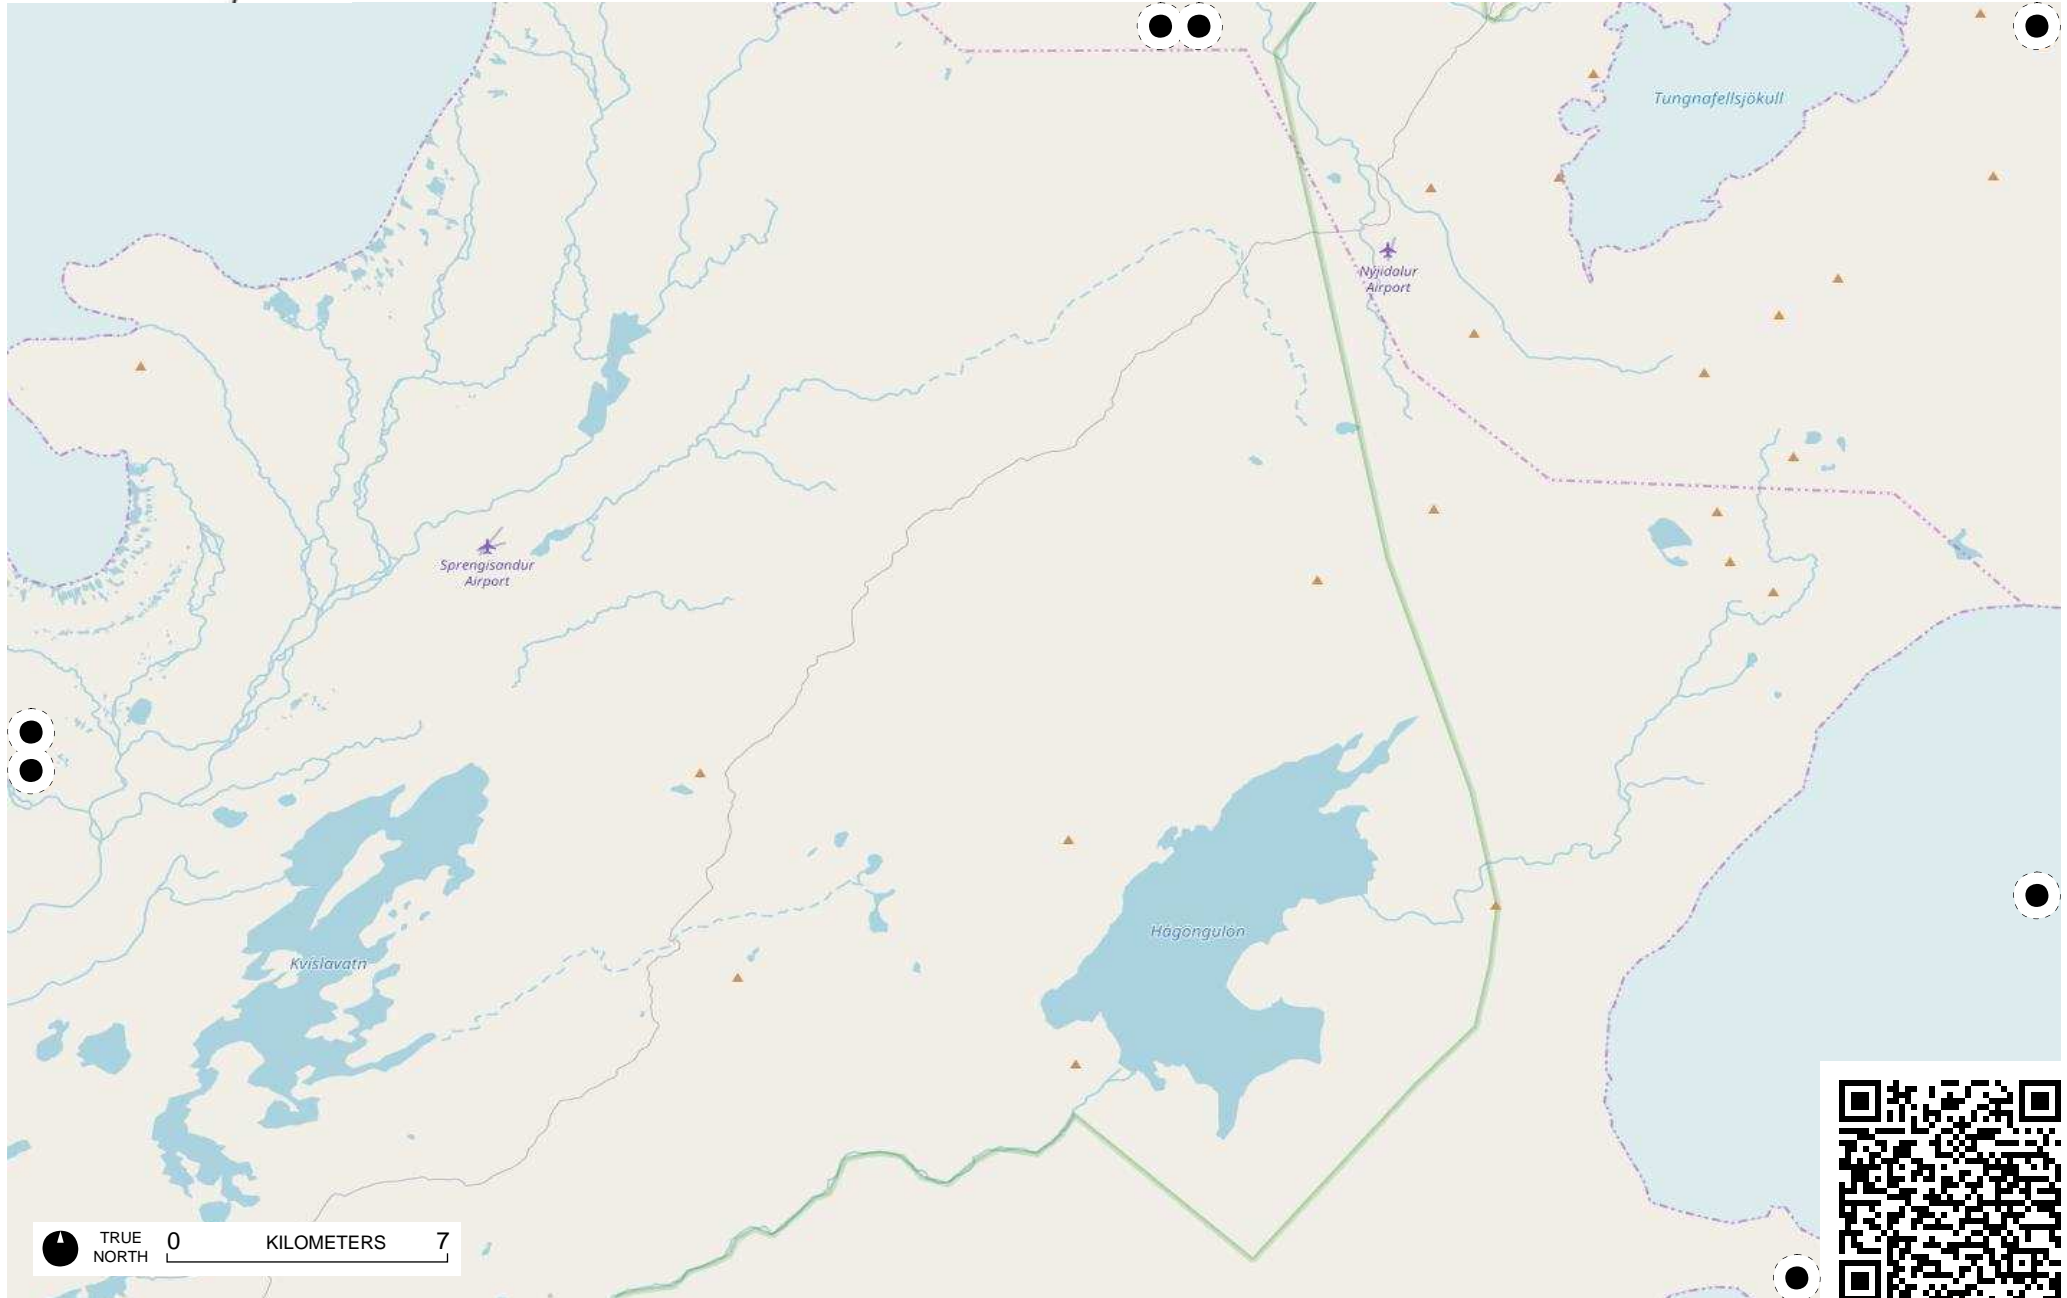 Tungnafellsjökull
Nýjidalur
Airport
Sprengisandur
Airport
Hágöngulón
Kvíslavatn
TRUE
NORTH
0
KILOMETERS
7